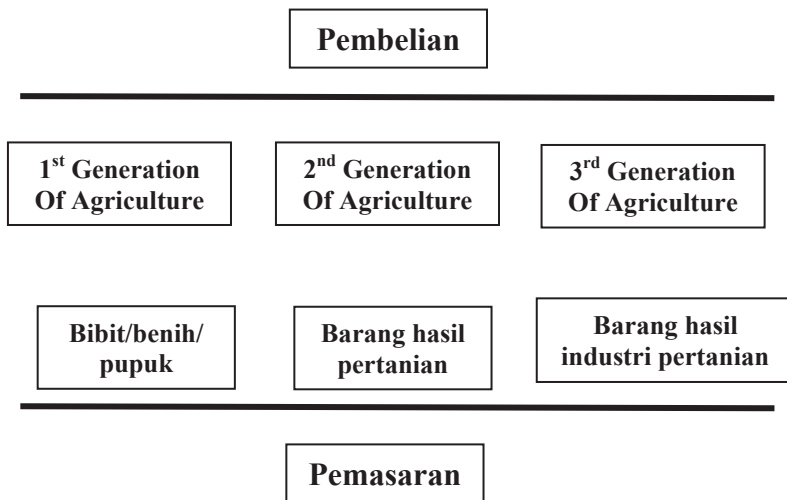 Pembelian
1st Generation
Of Agriculture
2nd Generation
Of Agriculture
3rd Generation
Of Agriculture
Bibit/benih/
pupuk
Barang hasil
pertanian
Barang hasil
industri pertanian
Pemasaran